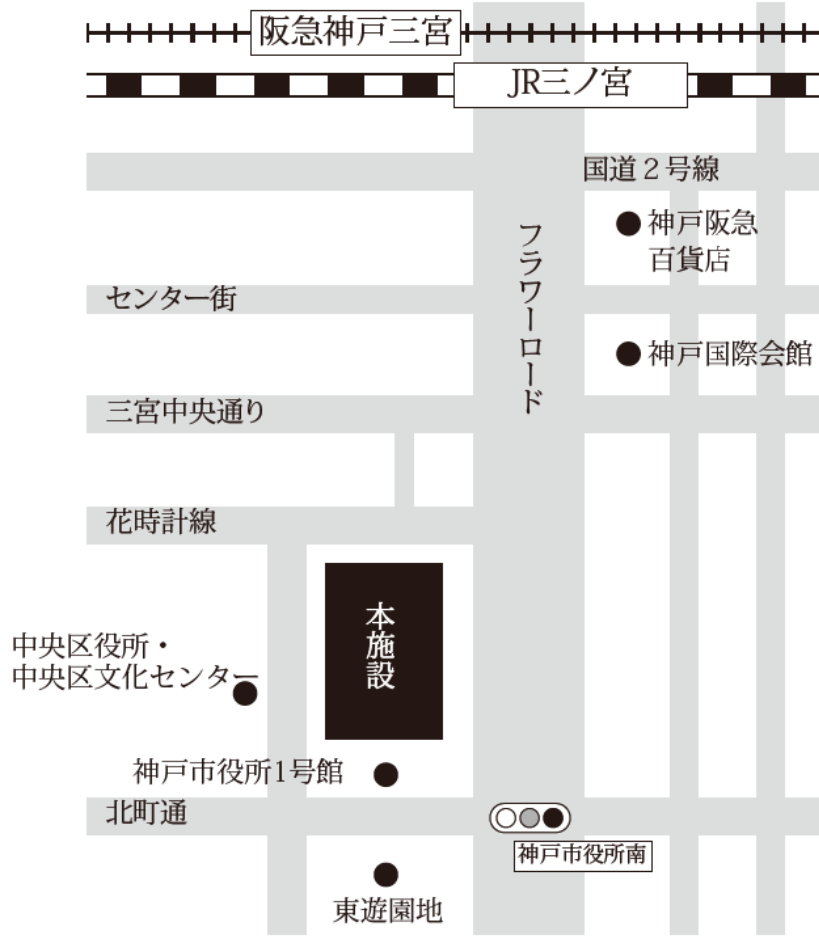 阪急神戸三宮
JR三ノ宮
国道2号線
フラワーロード
神戸阪急
百貨店
センター街
神戸国際会館
三宮中央通り
花時計線
本施設
中央区役所・
中央区文化センター
神戸市役所1号館
北町通
神戸市役所南
東遊園地